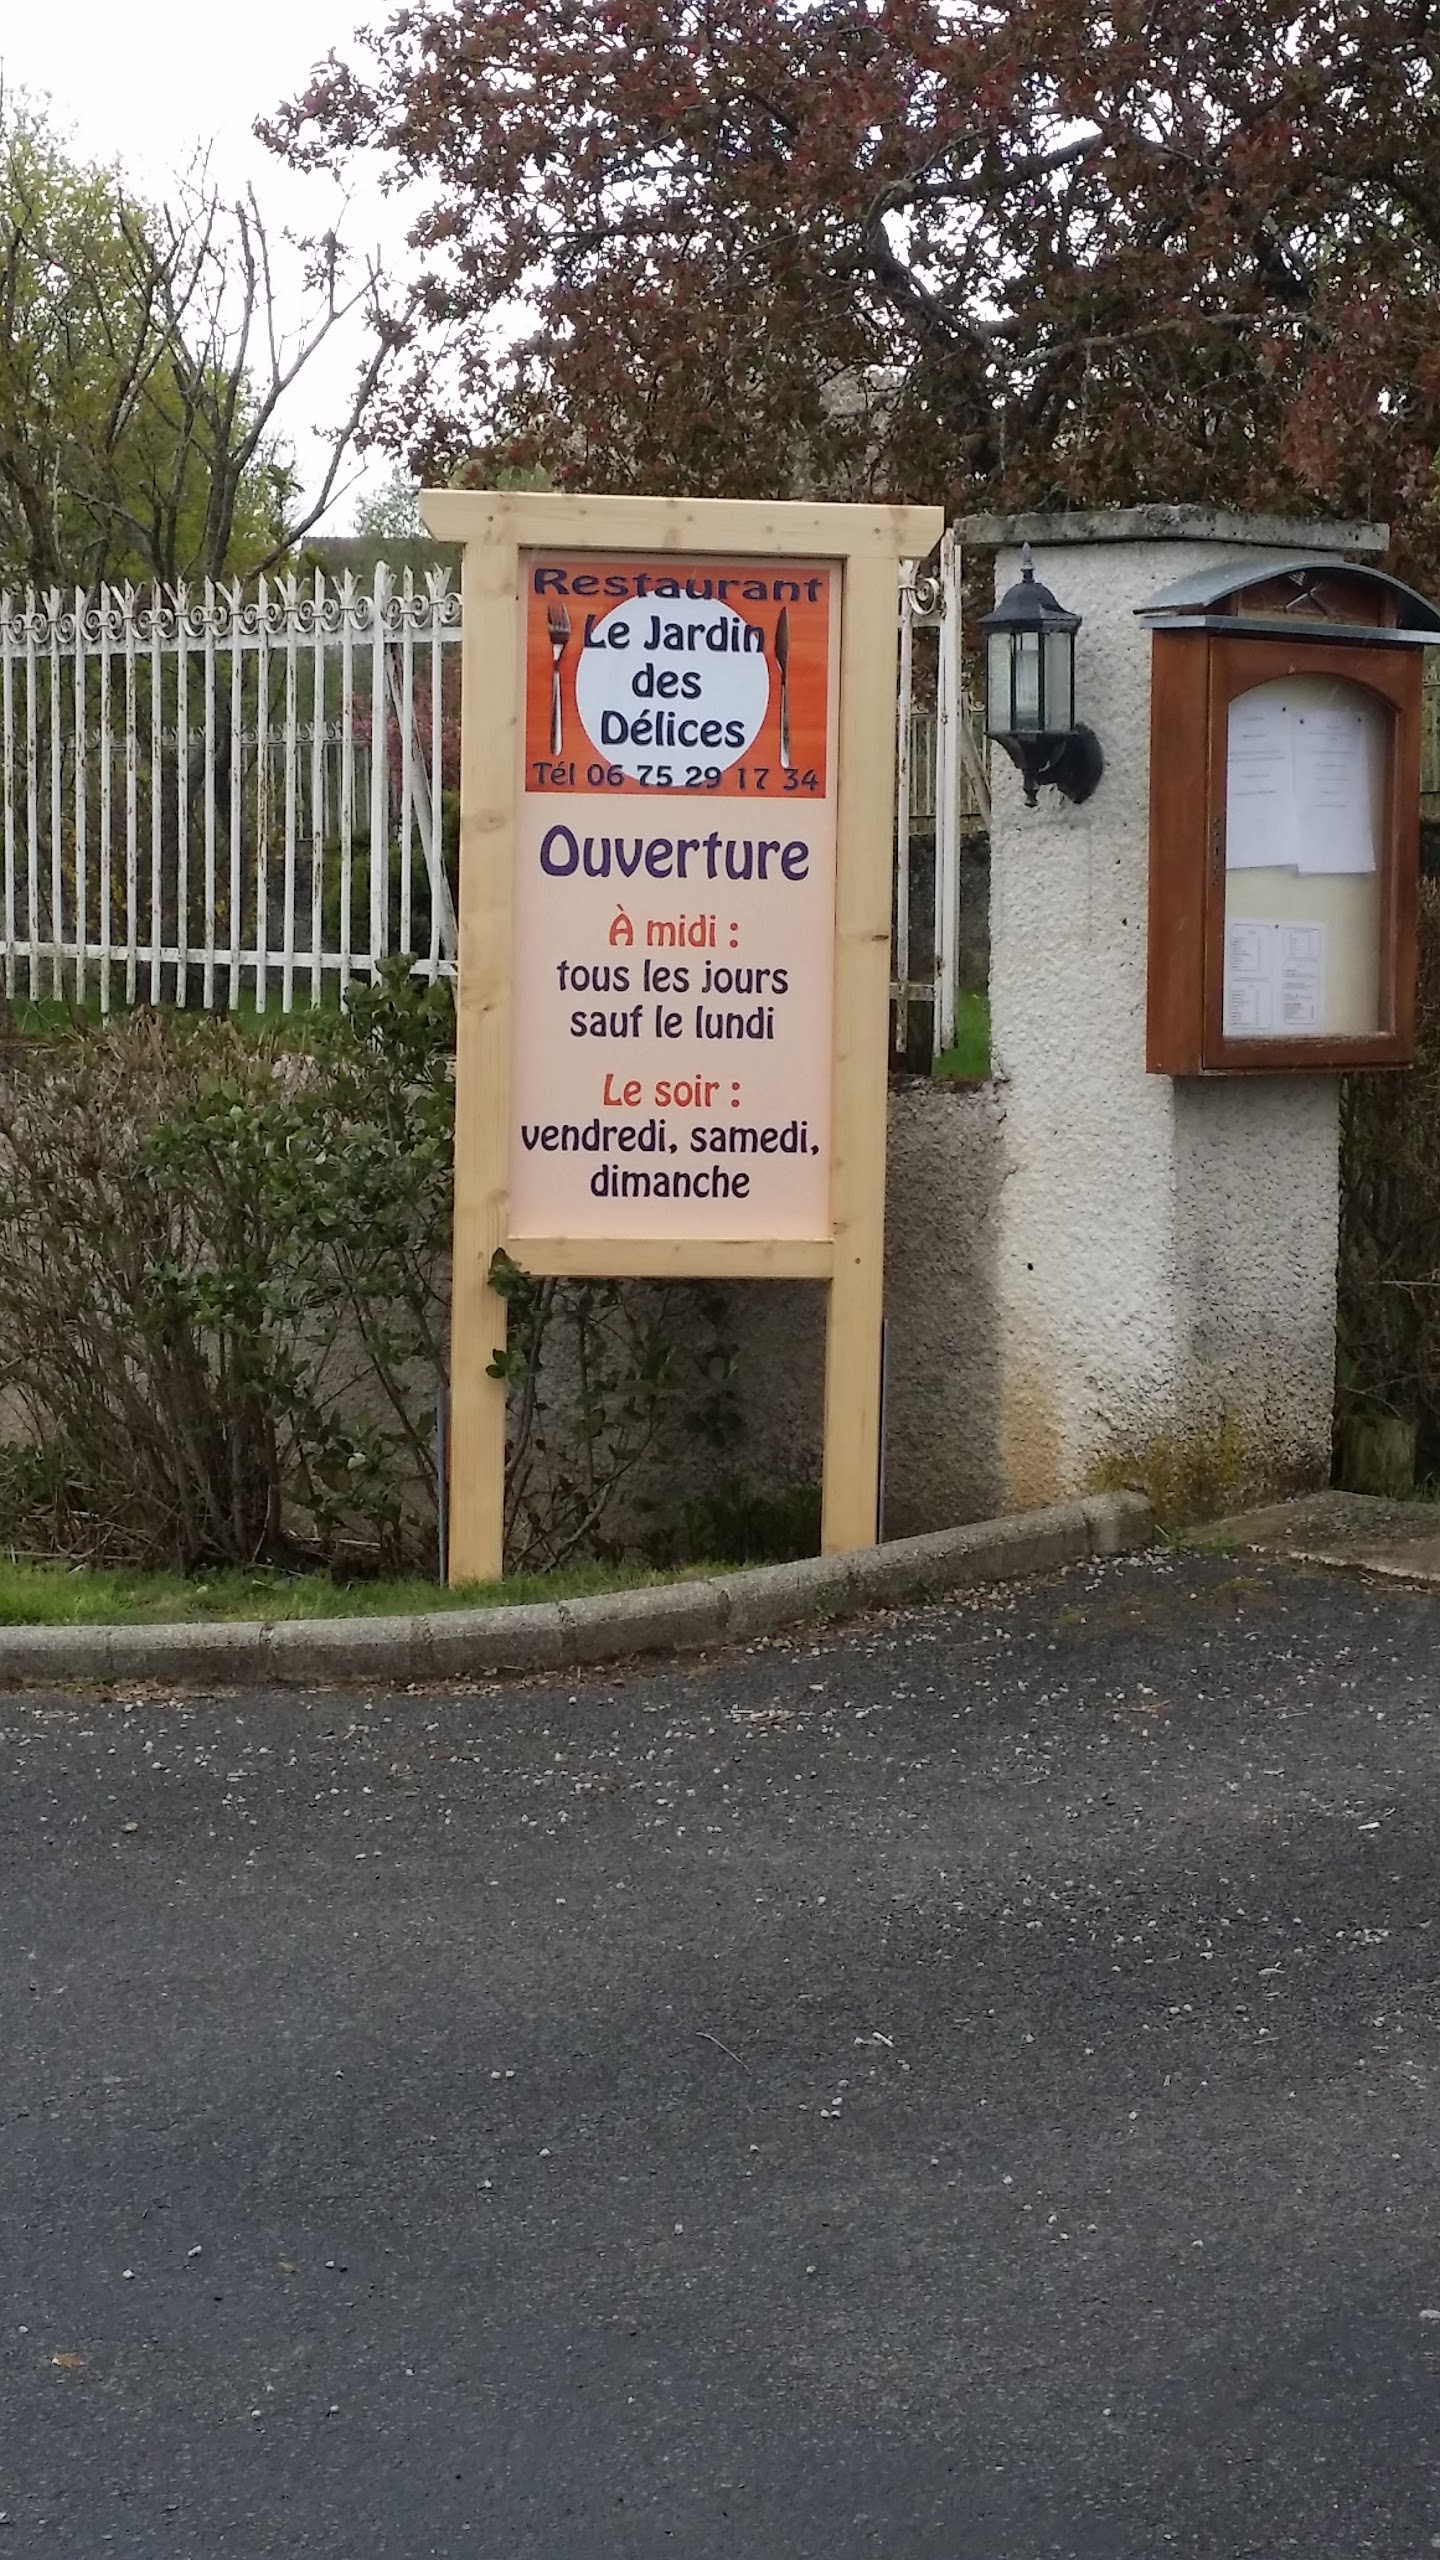 Restaurant
Le Jardin
des
Délices
Tél 06 75 29 17 34
Ouverture
À midi :
tous les jours
sauf le lundi
Le soir :
vendredi, samedi,
dimanche